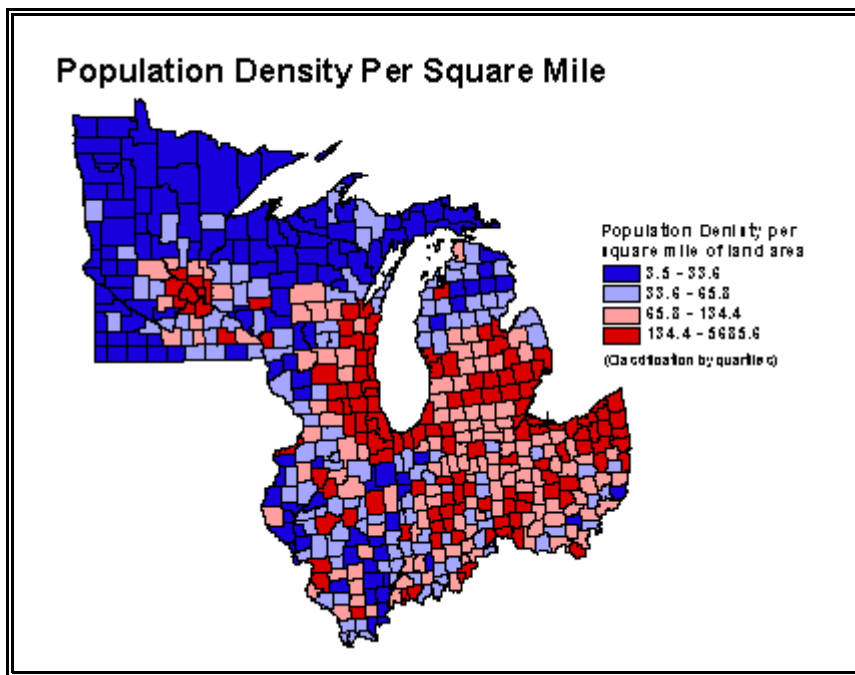 Population Density Per Square Mile
Population Density per
square mile of land area
3.5 - 33.6
33.6 - 65.8
65.8 - 134.4
134.4 - 5685.6
(Classification by quartiles)